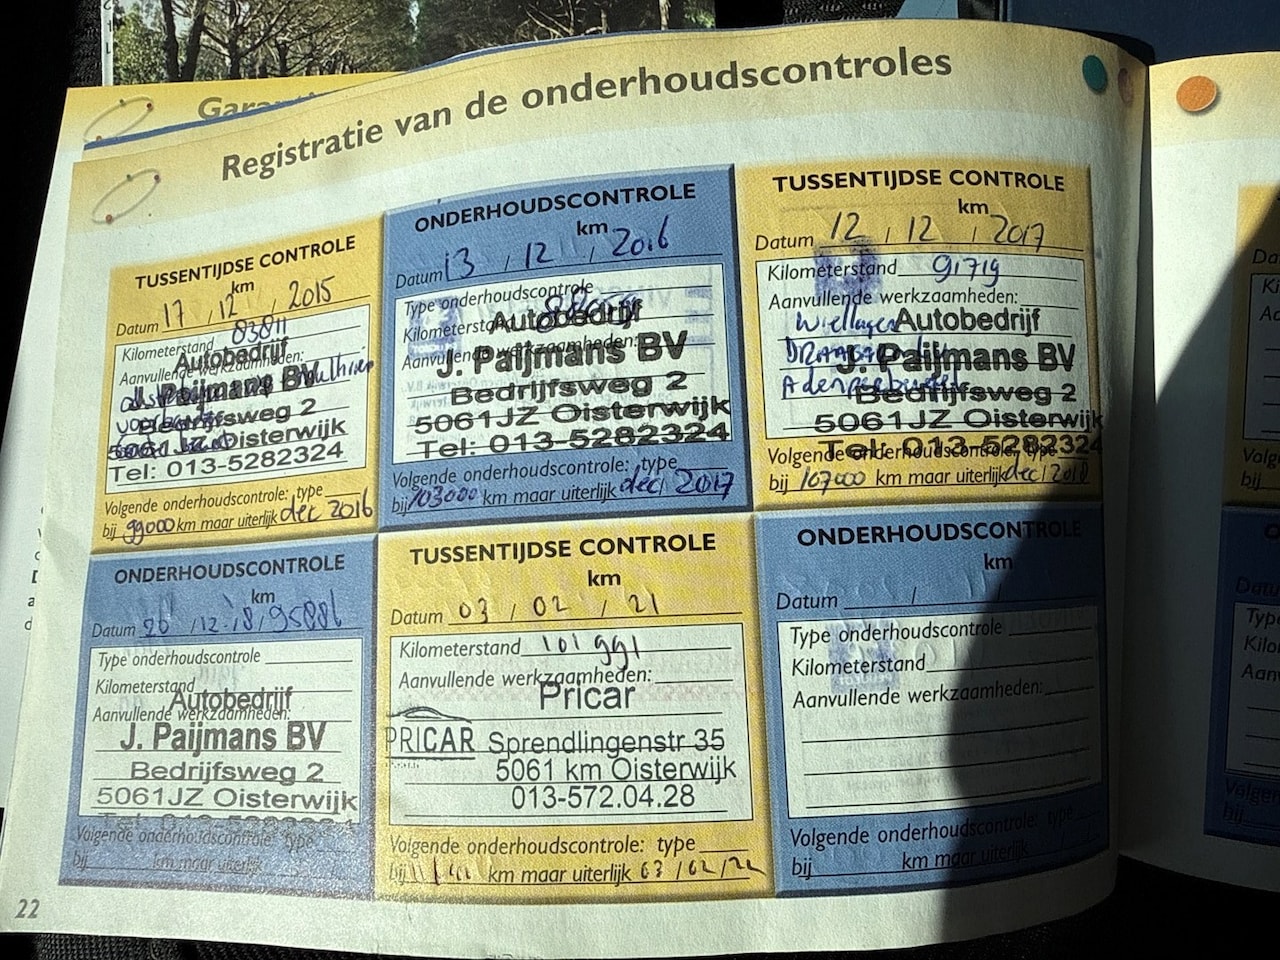 Registratie van de onderhoudscontroles
TUSSENTIJDSE CONTROLE
km
Datum 17 , 12 , 2015
Kilometerstand 83811
Aanvullende werkzaamheden:
Autobedrijf
J. Paijmans BV
Bedrijfsweg 2
5061JZ Oisterwijk
Tel: 013-5282324
Volgende onderhoudscontrole: type
bij 99000 km maar uiterlijk dec 2016
ONDERHOUDSCONTROLE
km
Datum 13 , 12 , 2016
Type onderhoudscontrole
Kilometerstand
Aanvullende werkzaamheden:
Autobedrijf
J. Paijmans BV
Bedrijfsweg 2
5061JZ Oisterwijk
Tel: 013-5282324
Volgende onderhoudscontrole: type
bij 103000 km maar uiterlijk dec / 2017
TUSSENTIJDSE CONTROLE
km
Datum 12 , 12 , 2017
Kilometerstand 91719
Aanvullende werkzaamheden:
Wiellager
Autobedrijf
J. Paijmans BV
Bedrijfsweg 2
5061JZ Oisterwijk
Tel: 013-5282324
Volgende onderhoudscontrole: type
bij 107000 km maar uiterlijk dec / 2018
ONDERHOUDSCONTROLE
km
Datum 26 , 12 , 18 , 95886
Type onderhoudscontrole
Kilometerstand
Aanvullende werkzaamheden:
Autobedrijf
J. Paijmans BV
Bedrijfsweg 2
5061JZ Oisterwijk
Volgende onderhoudscontrole: type
bij km maar uiterlijk
TUSSENTIJDSE CONTROLE
km
Datum 03 / 02 / 21
Kilometerstand 101991
Aanvullende werkzaamheden:
Pricar
PRICAR
Sprendlingenstr 35
5061 km Oisterwijk
013-572.04.28
Volgende onderhoudscontrole: type
bij km maar uiterlijk 03/02/22
ONDERHOUDSCONTROLE
km
Datum / /
Type onderhoudscontrole
Kilometerstand
Aanvullende werkzaamheden:
Volgende onderhoudscontrole: type
bij km maar uiterlijk
22